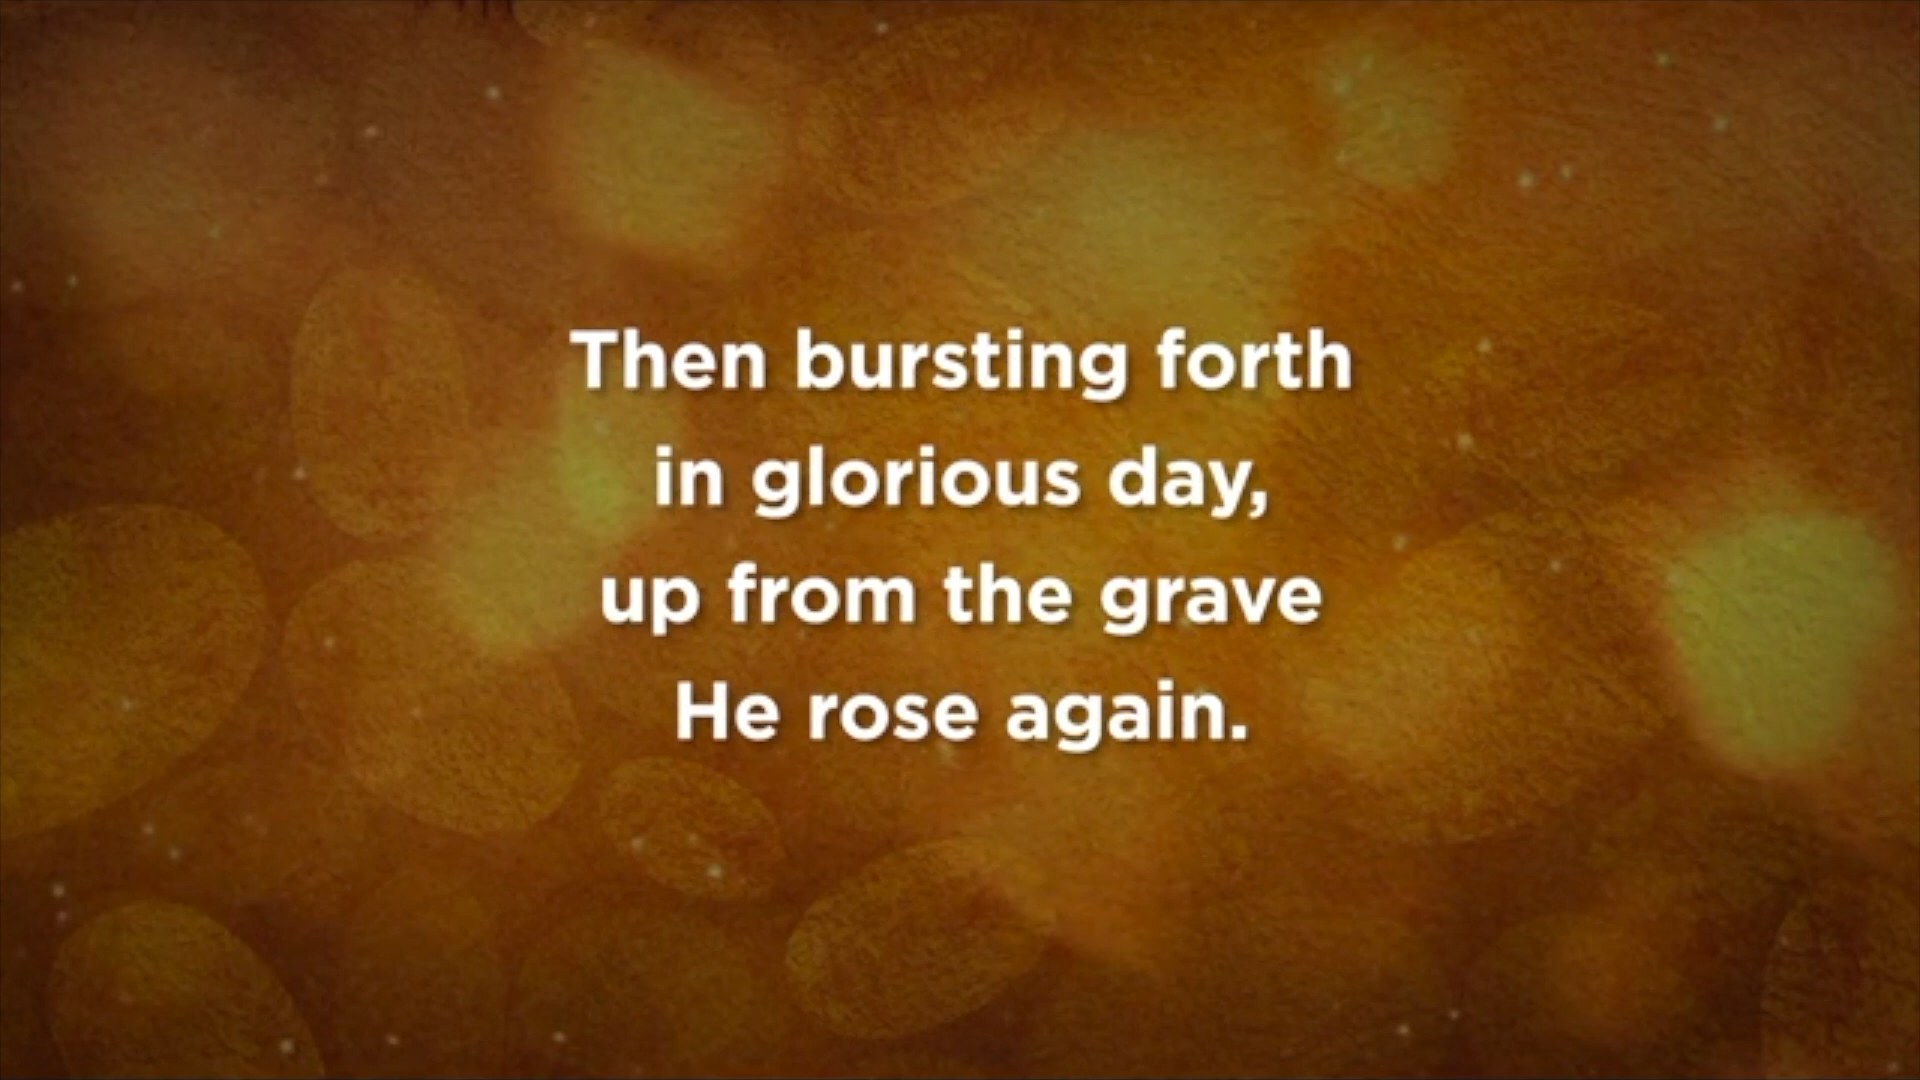 Then bursting forth
in glorious day,
up from the grave
He rose again.